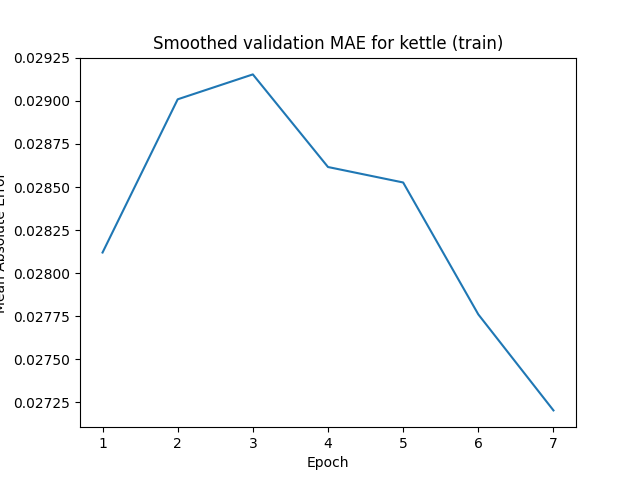 Smoothed validation MAE for kettle (train)
0.02925
0.02900
0.02875
0.02850
0.02825
0.02800
0.02775
0.02750
0.02725
Mean Absolute Error
1 2 3 4 5 6 7
Epoch